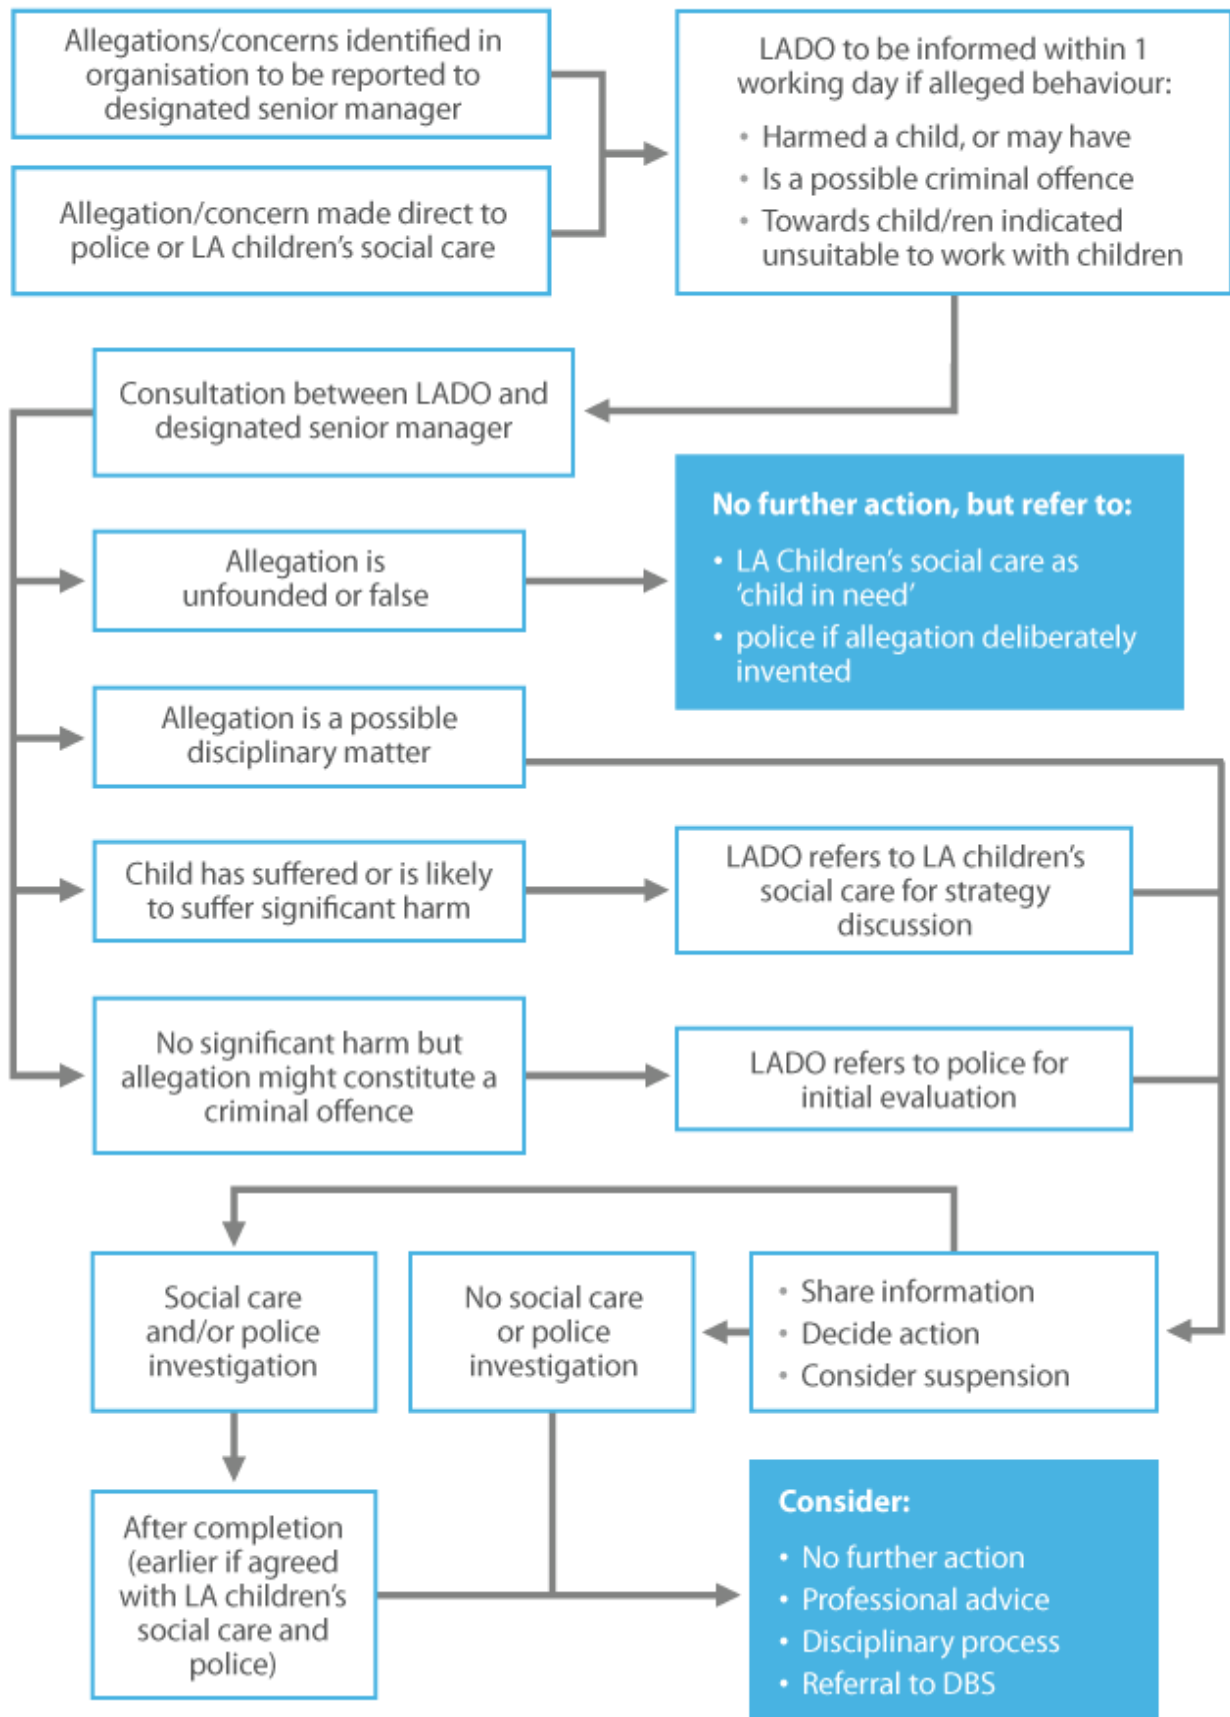 Allegations/concerns identified in
organisation to be reported to
designated senior manager
Allegation/concern made direct to
police or LA children's social care
LADO to be informed within 1
working day if alleged behaviour:
• Harmed a child, or may have
• Is a possible criminal offence
• Towards child/ren indicated
unsuitable to work with children
Consultation between LADO and
designated senior manager
Allegation is
unfounded or false
No further action, but refer to:
• LA Children's social care as
'child in need'
• police if allegation deliberately
invented
Allegation is a possible
disciplinary matter
Child has suffered or is likely
to suffer significant harm
LADO refers to LA children's
social care for strategy
discussion
No significant harm but
allegation might constitute a
criminal offence
LADO refers to police for
initial evaluation
Social care
and/or police
investigation
No social care
or police
investigation
• Share information
• Decide action
• Consider suspension
After completion
(earlier if agreed
with LA children's
social care and
police)
Consider:
• No further action
• Professional advice
• Disciplinary process
• Referral to DBS